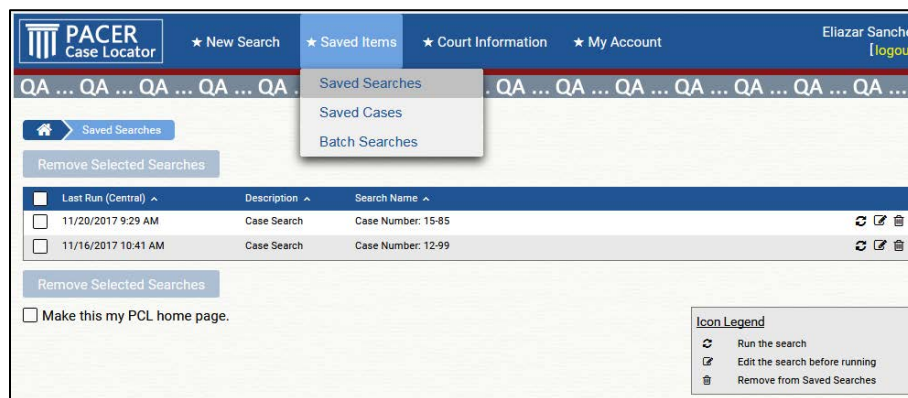 PACER
Case Locator
★ New Search ★ Saved Items ★ Court Information ★ My Account
Eliazar Sanche
[logou
QA ... QA ... QA ... QA ... QA . . QA ... QA ... QA ... QA ... QA ... QA ... QA ...
Saved Searches
Saved Cases
Batch Searches
Saved Searches
Remove Selected Searches
Last Run (Central) Description Search Name
11/20/2017 9:29 AM Case Search Case Number: 15-85
11/16/2017 10:41 AM Case Search Case Number: 12-99
Remove Selected Searches
Make this my PCL home page.
Icon Legend
Run the search
Edit the search before running
Remove from Saved Searches